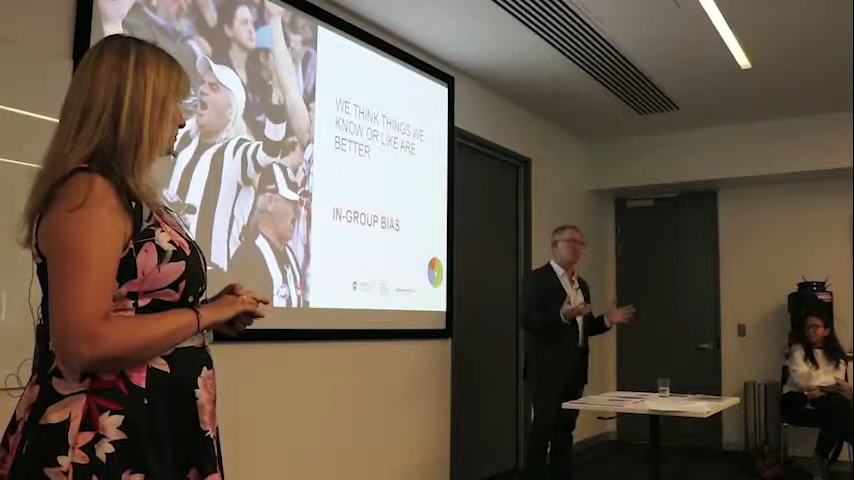 WE THINK THINGS WE
KNOW OR LIKE ARE
BETTER
IN-GROUP BIAS